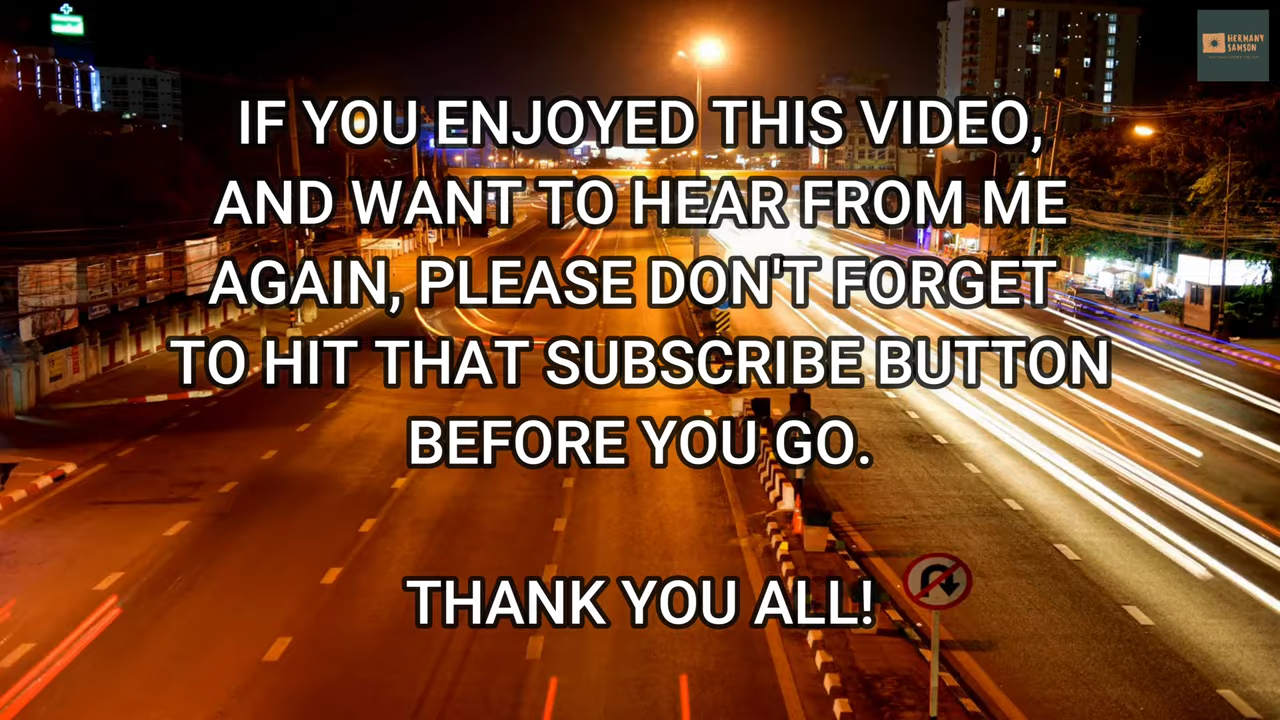 HERMANY
SAMSON
IF YOU ENJOYED THIS VIDEO,
AND WANT TO HEAR FROM ME
AGAIN, PLEASE DON'T FORGET
TO HIT THAT SUBSCRIBE BUTTON
BEFORE YOU GO.
THANK YOU ALL!